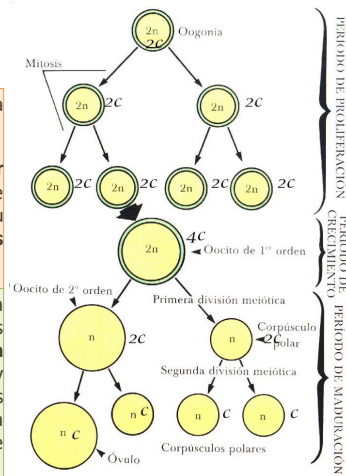 2n
2c
Oogonia
Mitosis
2n 2c
2n 2c
2n 2c
2n 2c
2n 2c
2n 2c
PERIODO DE PROLIFERACIÓN
2n
4c
Oocito de 1er orden
PERÍODO DE
CRECIMIENTO
Oocito de 2º orden
Primera división meiótica
n 2c
n 2c
Corpúsculo
polar
Segunda división meiótica
n c
n c
n c
n c
Óvulo
Corpúsculos polares
PERÍODO DE MADURACIÓN